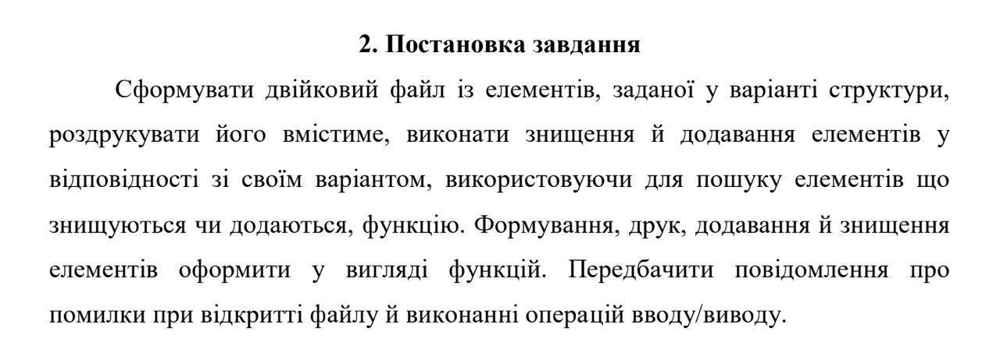 2. Постановка завдання
Сформувати двійковий файл із елементів, заданої у варіанті структури,
роздрукувати його вмістиме, виконати знищення й додавання елементів у
відповідності зі своїм варіантом, використовуючи для пошуку елементів що
знищуються чи додаються, функцію. Формування, друк, додавання й знищення
елементів оформити у вигляді функцій. Передбачити повідомлення про
помилки при відкритті файлу й виконанні операцій вводу/виводу.